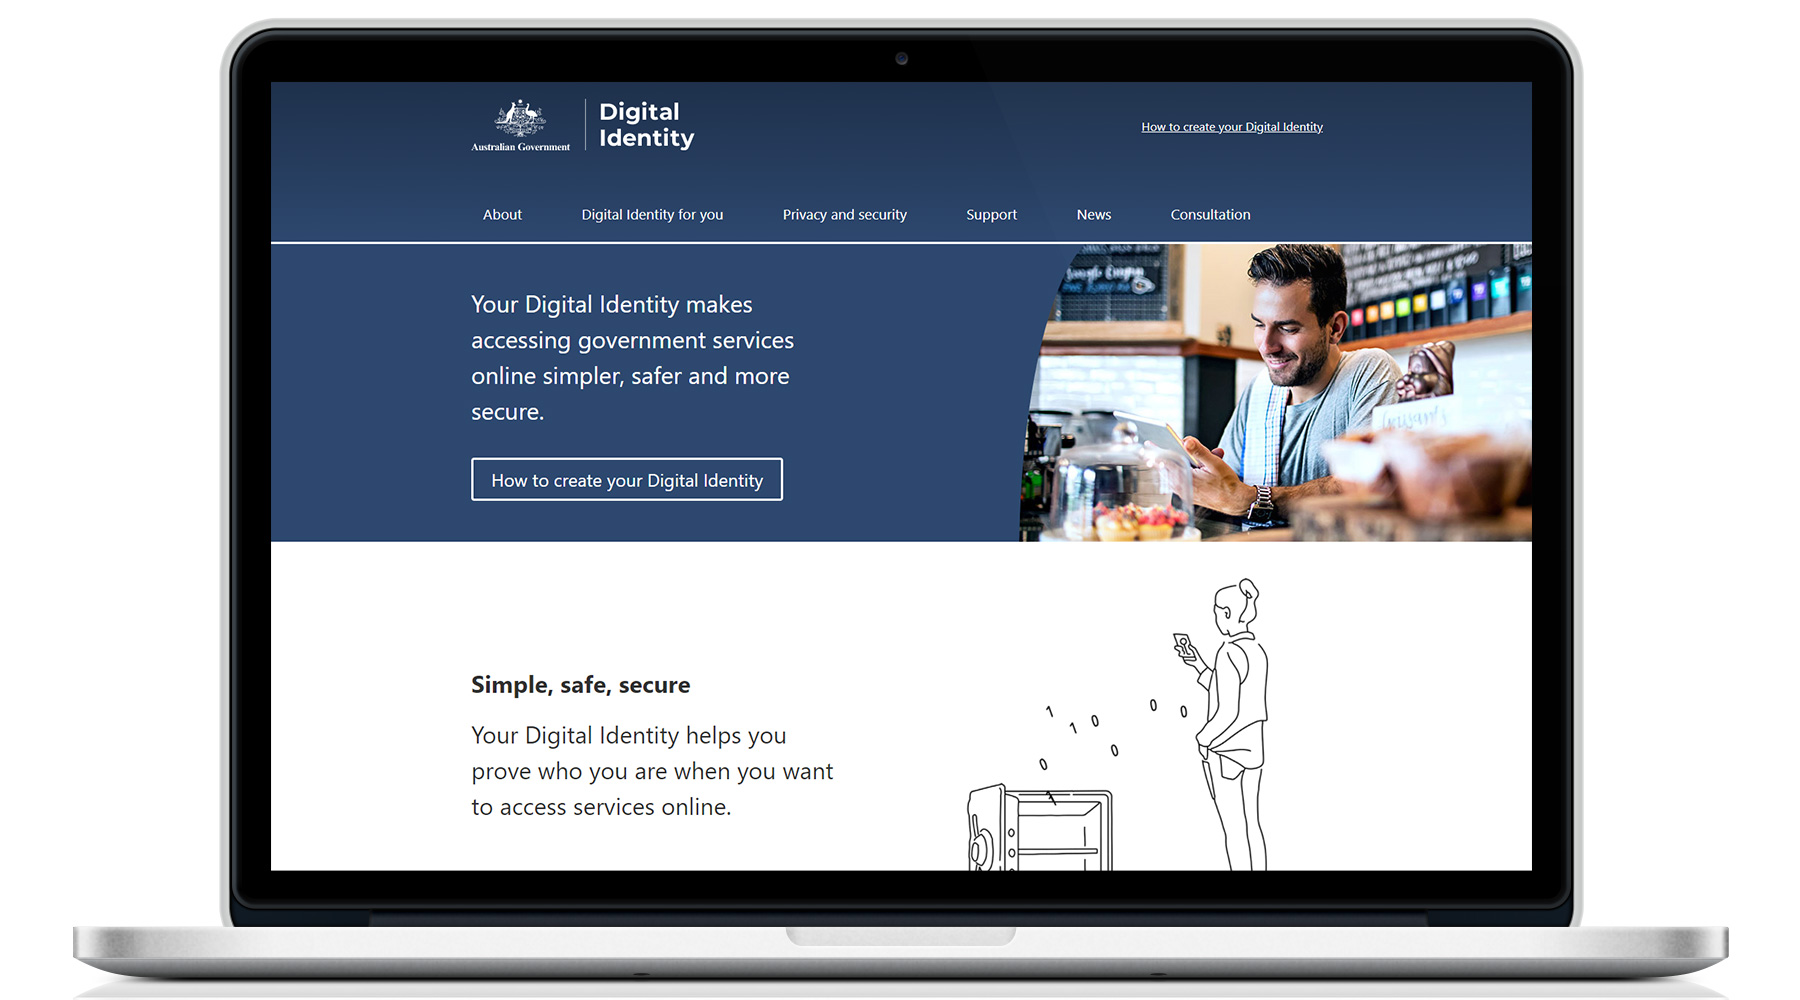 Australian Government
Digital
Identity
How to create your Digital Identity
About
Digital Identity for you
Privacy and security
Support
News
Consultation
Your Digital Identity makes
accessing government services
online simpler, safer and more
secure.
How to create your Digital Identity
Simple, safe, secure
Your Digital Identity helps you
prove who you are when you want
to access services online.
1
1 0
0 0
0
0
1